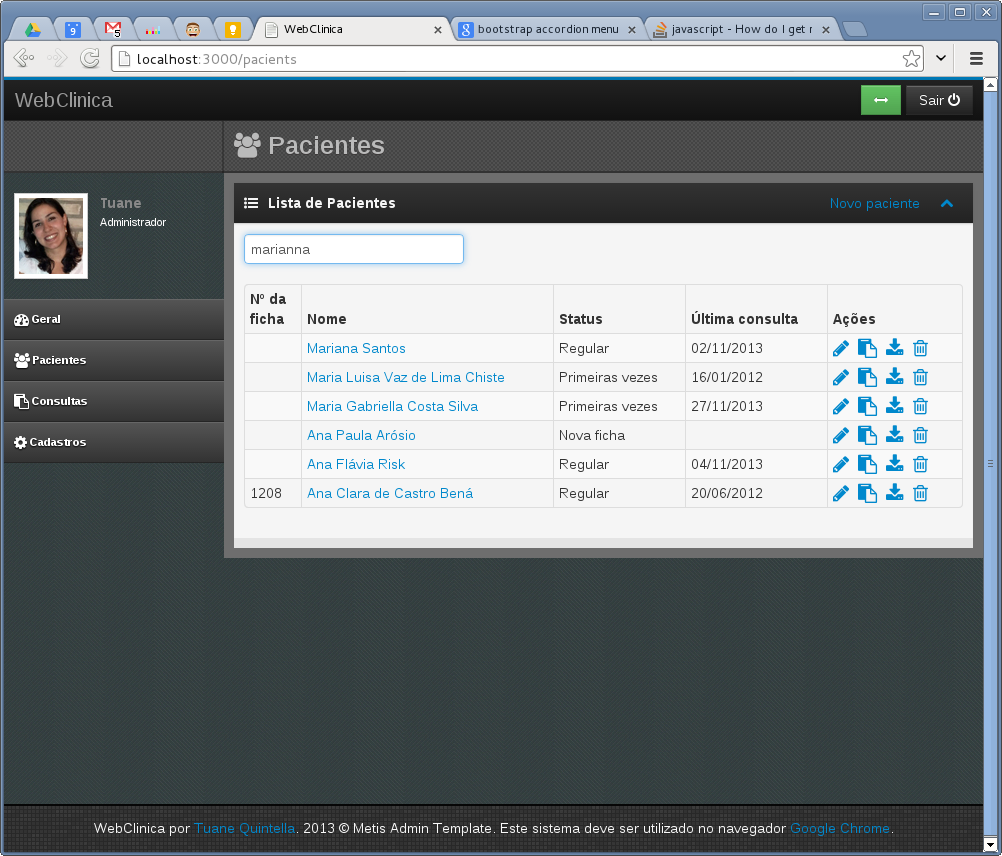 9
5
WebClinica
bootstrap accordion menu
javascript - How do I get r
localhost:3000/pacients
WebClinica
Sair
Pacientes
Tuane
Administrador
Geral
Pacientes
Consultas
Cadastros
Lista de Pacientes
Novo paciente
marianna
Nº da ficha Nome Status Última consulta Ações
Mariana Santos Regular 02/11/2013
Maria Luisa Vaz de Lima Chiste Primeiras vezes 16/01/2012
Maria Gabriella Costa Silva Primeiras vezes 27/11/2013
Ana Paula Arósio Nova ficha
Ana Flávia Risk Regular 04/11/2013
1208 Ana Clara de Castro Bená Regular 20/06/2012
WebClinica por Tuane Quintella. 2013 © Metis Admin Template. Este sistema deve ser utilizado no navegador Google Chrome.